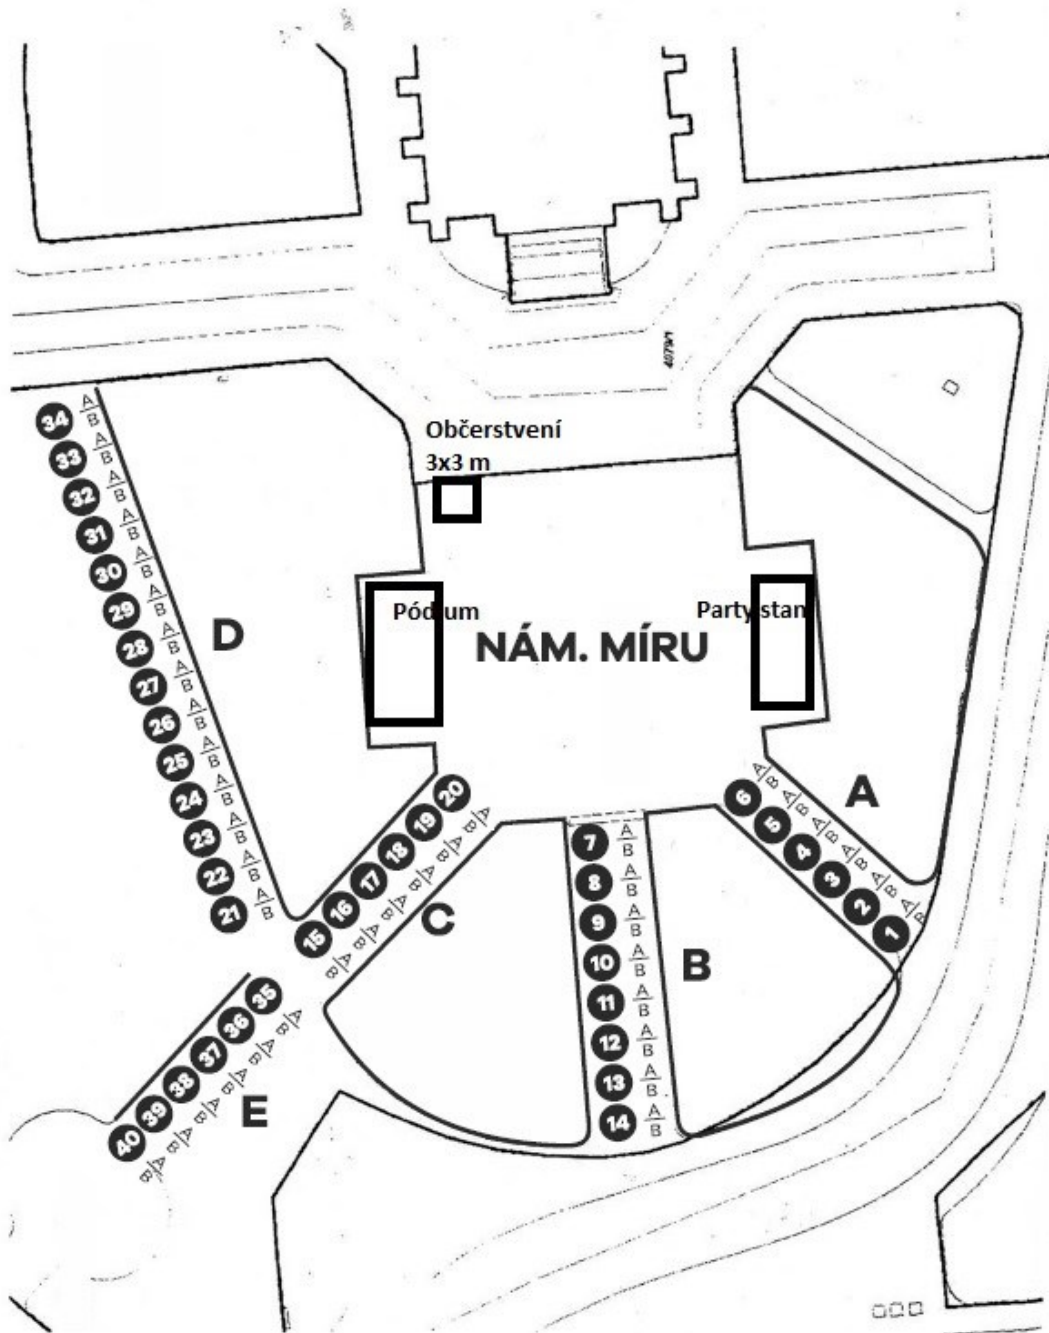 4079/1
Občerstvení
3x3 m
Pódium
Party stan
NÁM. MÍRU
34 A/B
33 A/B
32 A/B
31 A/B
30 A/B
29 A/B
28 A/B
27 A/B
26 A/B
25 A/B
24 A/B
23 A/B
22 A/B
21 A/B
D
20 A/B
19 A/B
18 A/B
17 A/B
16 A/B
15 A/B
C
7 A/B
8 A/B
9 A/B
10 A/B
11 A/B
12 A/B
13 A/B
14 A/B
B
6 A/B
5 A/B
4 A/B
3 A/B
2 A/B
1 A/B
A
35 A/B
36 A/B
37 A/B
38 A/B
39 A/B
40 A/B
E